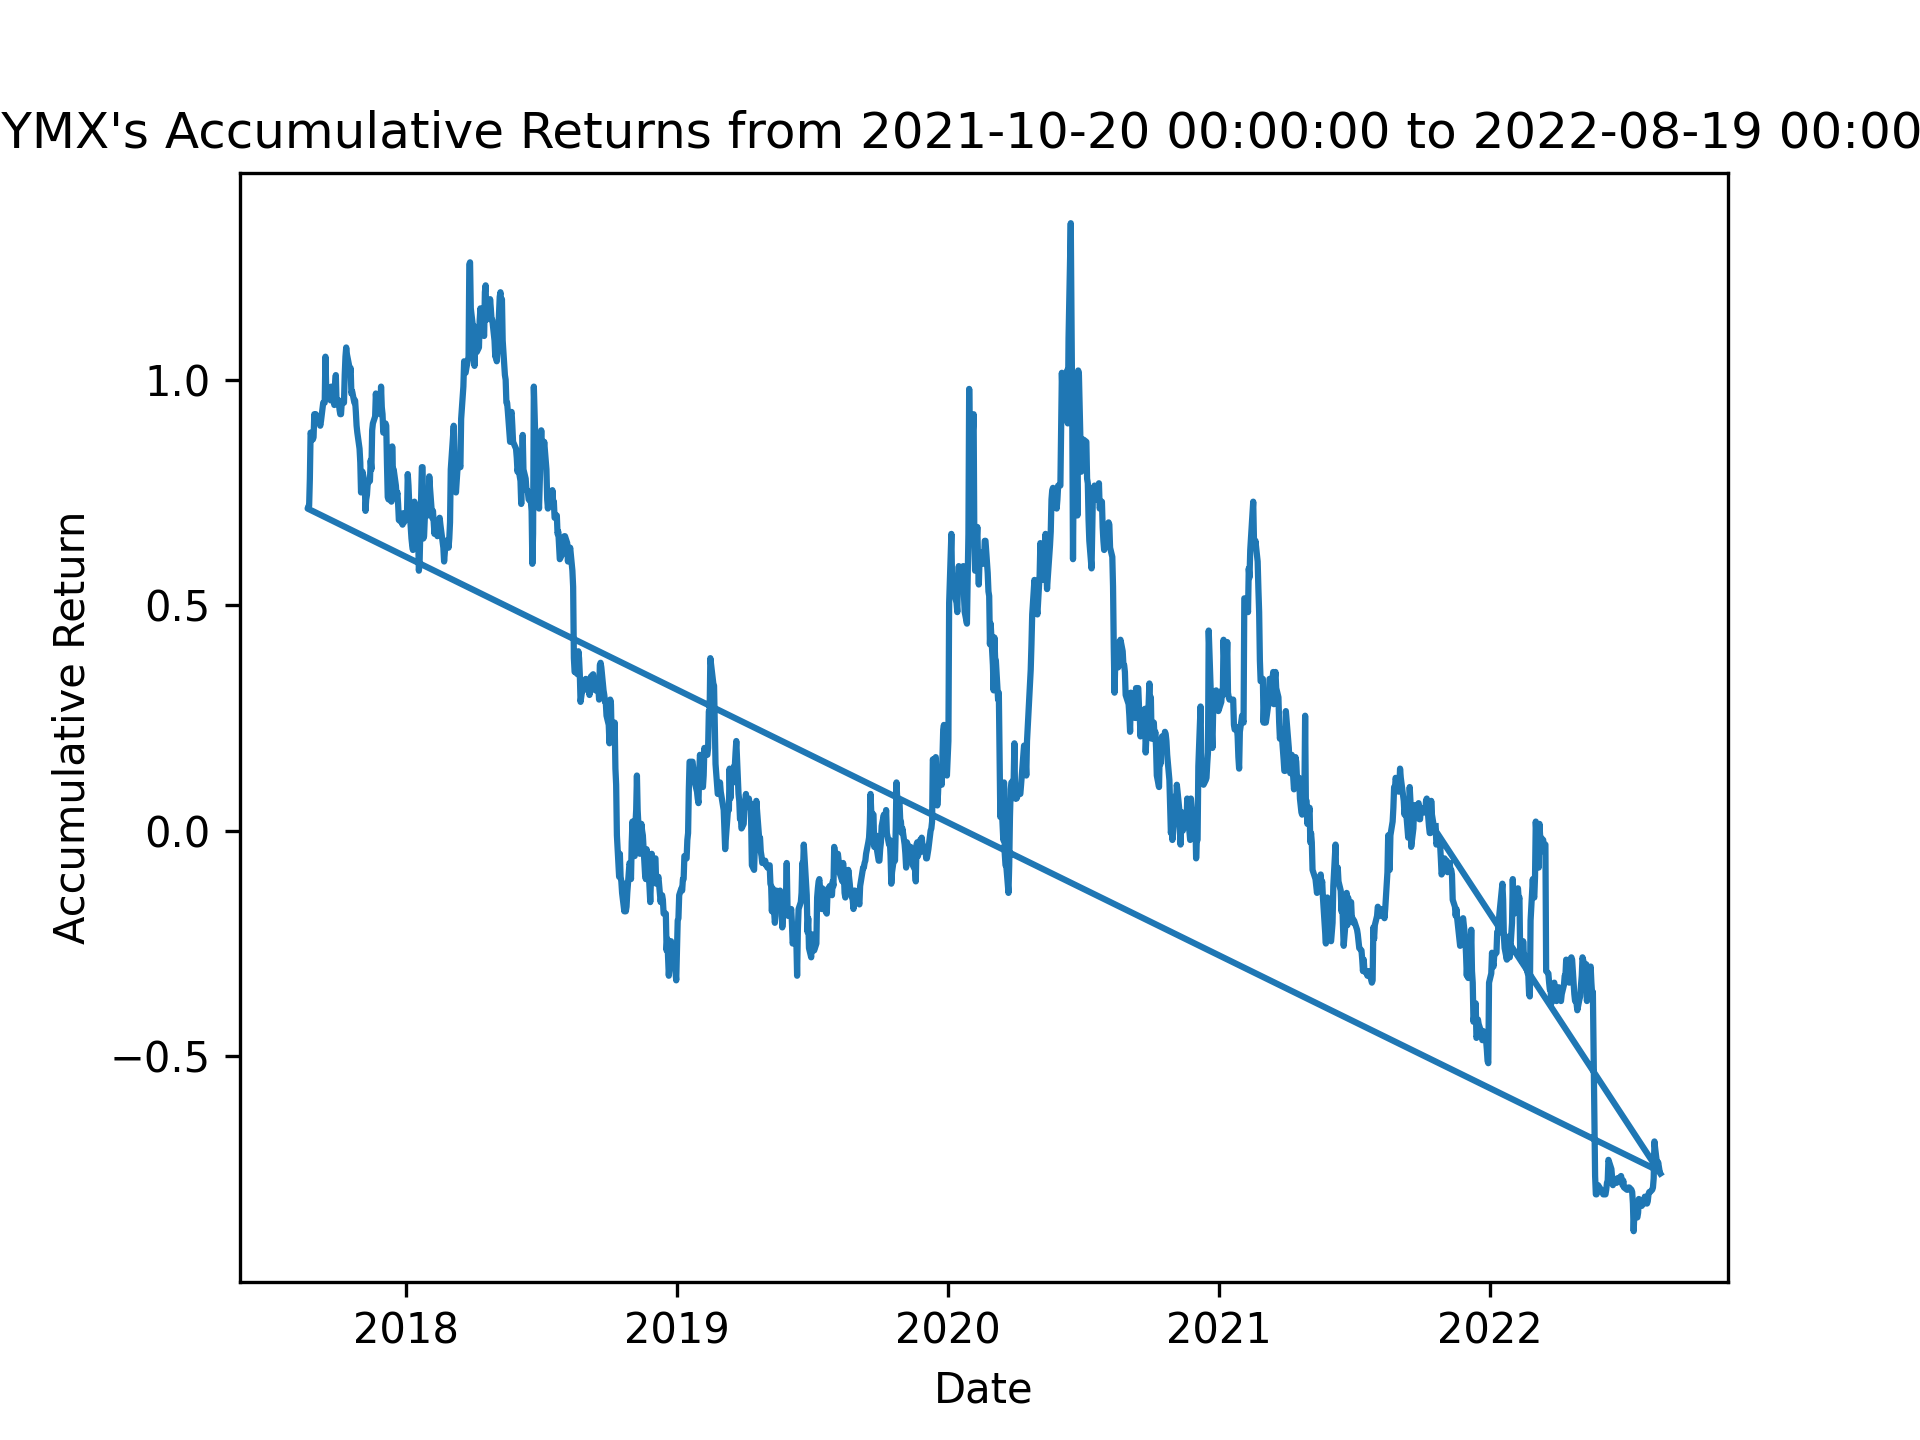 YMX's Accumulative Returns from 2021-10-20 00:00:00 to 2022-08-19 00:00
Accumulative Return
1.0
0.5
0.0
−0.5
2018 2019 2020 2021 2022
Date